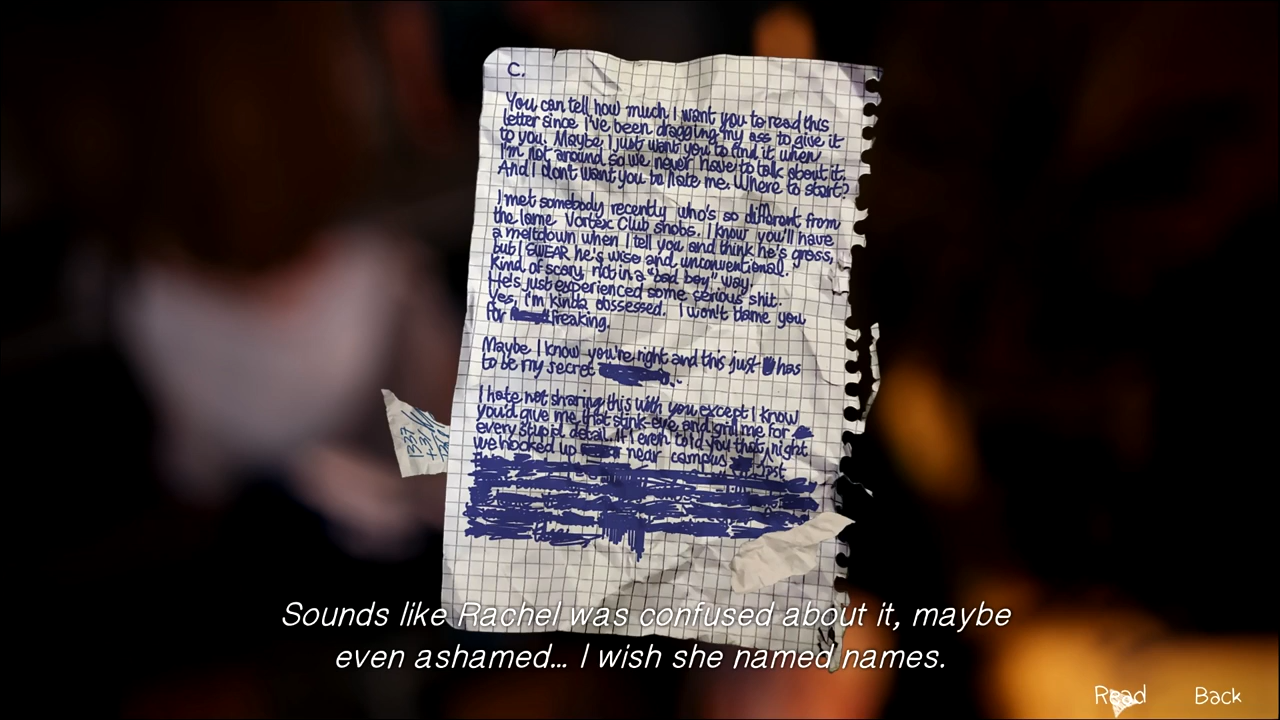 C.
You can tell how much I want you to read this
letter since I've been dragging my ass to give it
to you. Maybe I just want you to find it when
I'm not around so we never have to talk about it.
And I dont want you be hate me. Where to start?
I met somebody recently who's so different from
the lame Vortex Club snobs. I know you'll have
a meltdown when I tell you and think he's gross,
but I SWEAR he's wise and unconventional.
Kind of scary, not in a "bad boy" way.
He's just experienced some serious shit.
Yes, I'm kinda obssessed. I won't blame you
for freaking.
Maybe I know you're right and this just has
to be my secret
I hate not sharing this with you except I know
you'd give me that stink-eye and grill me for
every stupid detail. If I even told you that night
we hooked up near campus last
337
Sounds like Rachel was confused about it, maybe
even ashamed... I wish she named names.
Read Back